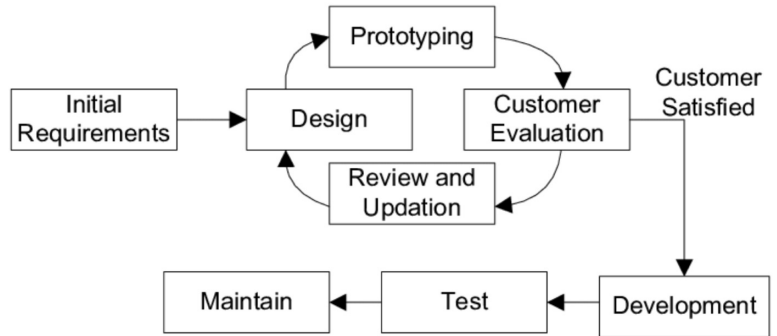 Prototyping
Initial
Requirements
Design
Customer
Evaluation
Customer
Satisfied
Review and
Updation
Maintain
Test
Development